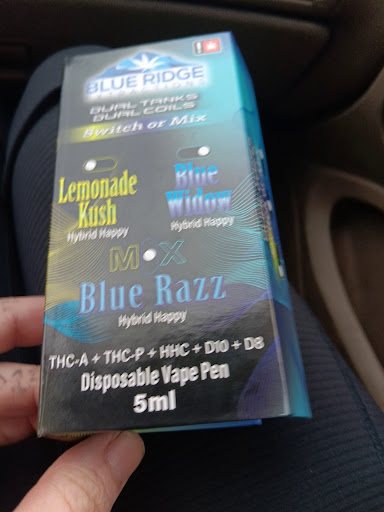 BLUE RIDGE
DUAL TANKS
DUAL COILS
Switch or Mix
Lemonade
Kush
Hybrid Happy
Blue
Widow
Hybrid Happy
MIX
Blue Razz
Hybrid Happy
THC-A + THC-P + HHC + D10 + D8
Disposable Vape Pen
5ml